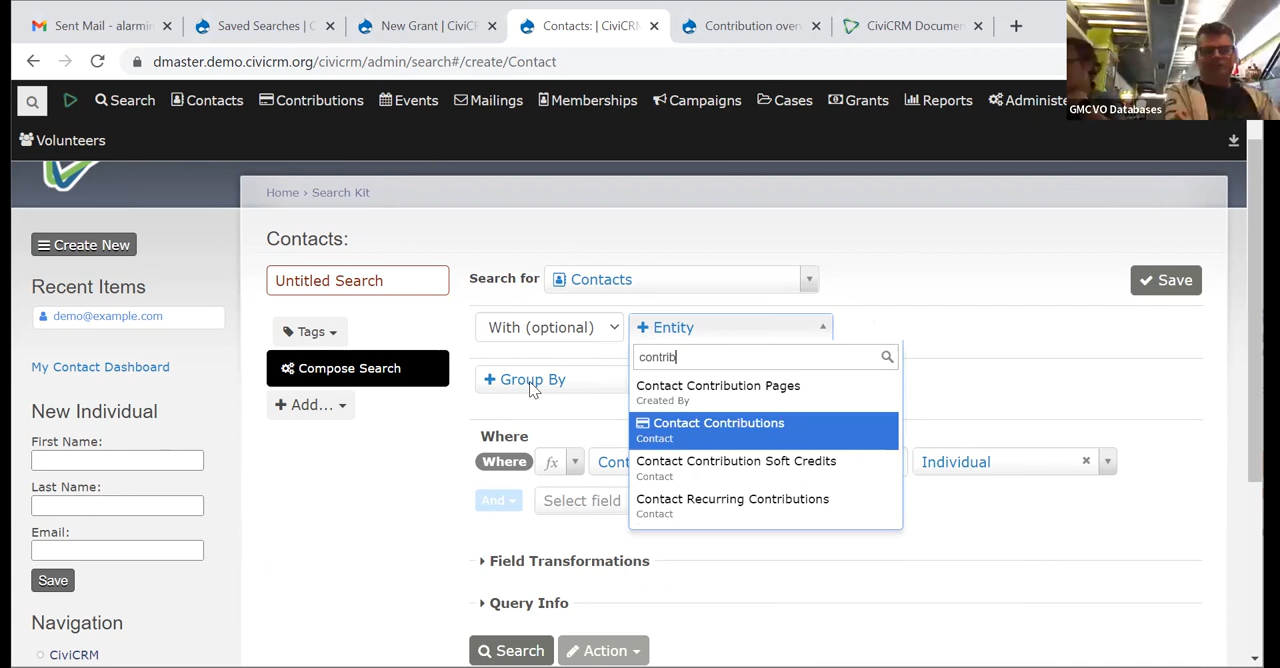 Sent Mail - alarmin
Saved Searches | C
New Grant | CiviCR
Contacts: | CiviCRM
Contribution over
CiviCRM Documen
dmaster.demo.civicrm.org/civicrm/admin/search#/create/Contact
Search
Contacts
Contributions
Events
Mailings
Memberships
Campaigns
Cases
Grants
Reports
Administe
GMCVO Databases
Volunteers
Home › Search Kit
Create New
Recent Items
demo@example.com
My Contact Dashboard
New Individual
First Name:
Last Name:
Email:
Save
Navigation
CiviCRM
Contacts:
Untitled Search
Tags
Compose Search
+ Add...
Search for
Contacts
Save
With (optional)
+ Entity
contrib
Contact Contribution Pages
Created By
Contact Contributions
Contact
Contact Contribution Soft Credits
Contact
Contact Recurring Contributions
Contact
+ Group By
Where
Where
fx
Cont
Individual
And
Select field
Field Transformations
Query Info
Search
Action